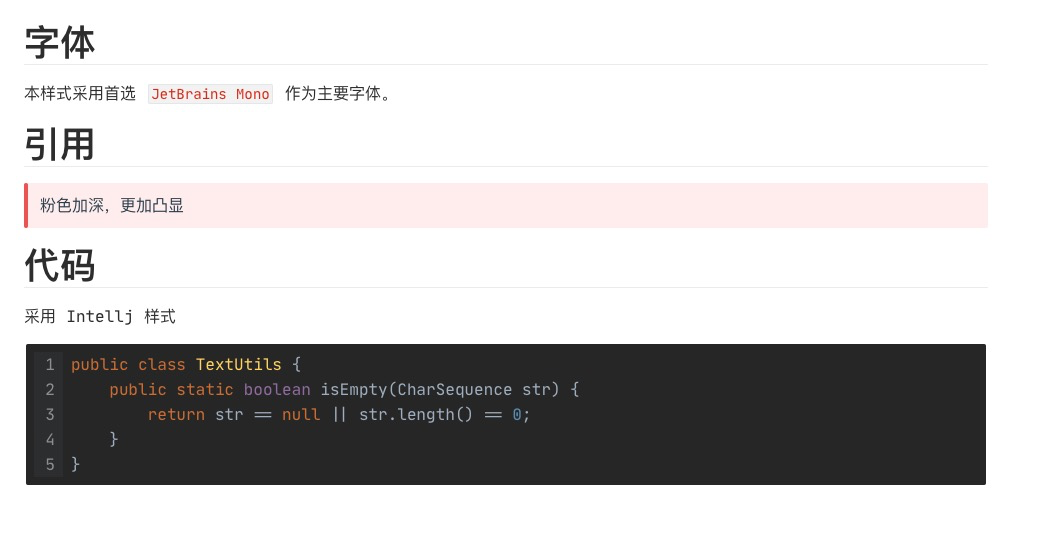 字体
本样式采用首选 JetBrains Mono 作为主要字体。
引用
粉色加深，更加凸显
代码
采用 Intellj 样式
1 public class TextUtils {
2     public static boolean isEmpty(CharSequence str) {
3         return str == null || str.length() == 0;
4     }
5 }